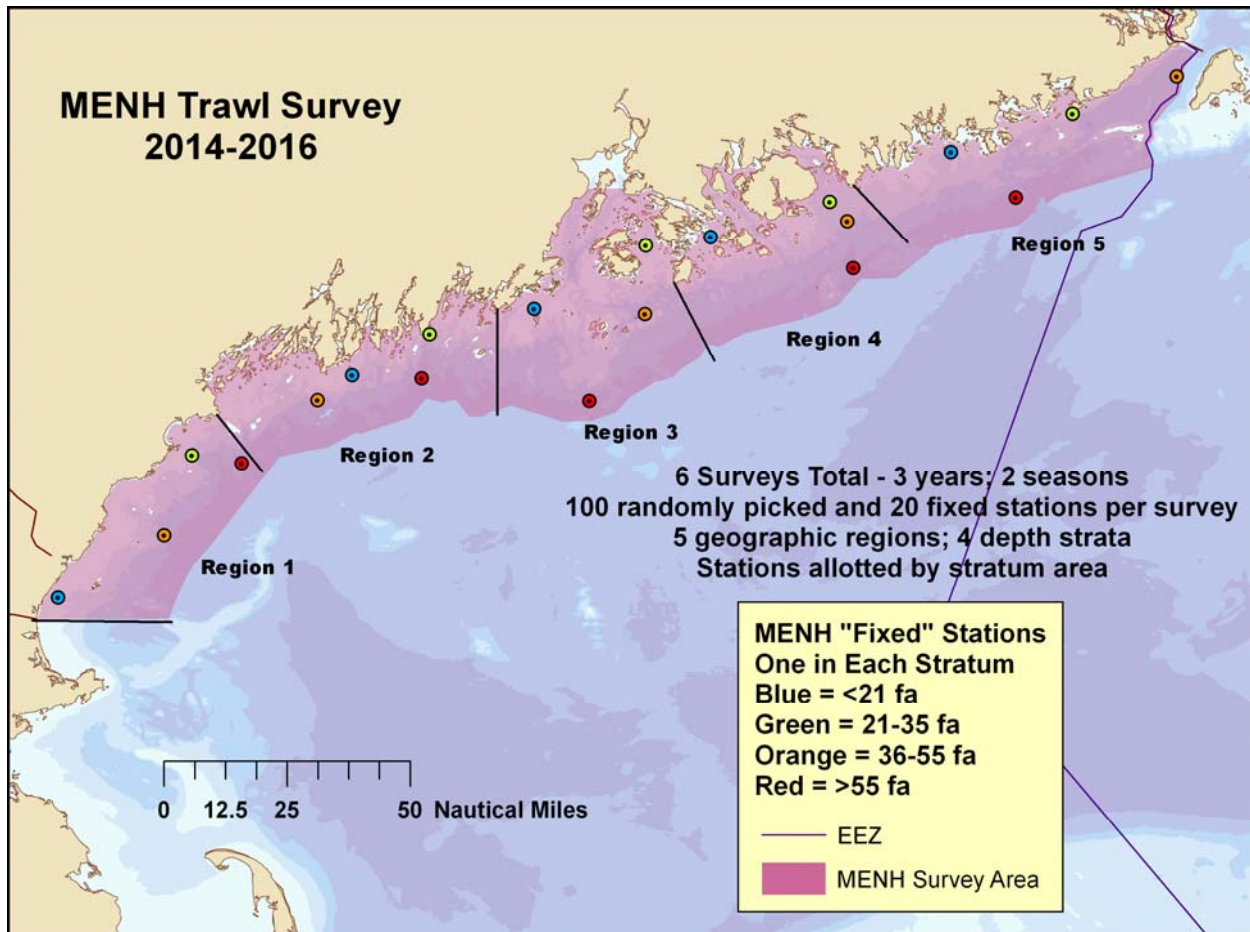 MENH Trawl Survey
2014-2016
Region 5
Region 4
Region 3
Region 2
Region 1
6 Surveys Total - 3 years; 2 seasons
100 randomly picked and 20 fixed stations per survey
5 geographic regions; 4 depth strata
Stations allotted by stratum area
MENH "Fixed" Stations
One in Each Stratum
Blue = <21 fa
Green = 21-35 fa
Orange = 36-55 fa
Red = >55 fa
EEZ
MENH Survey Area
0 12.5 25 50 Nautical Miles